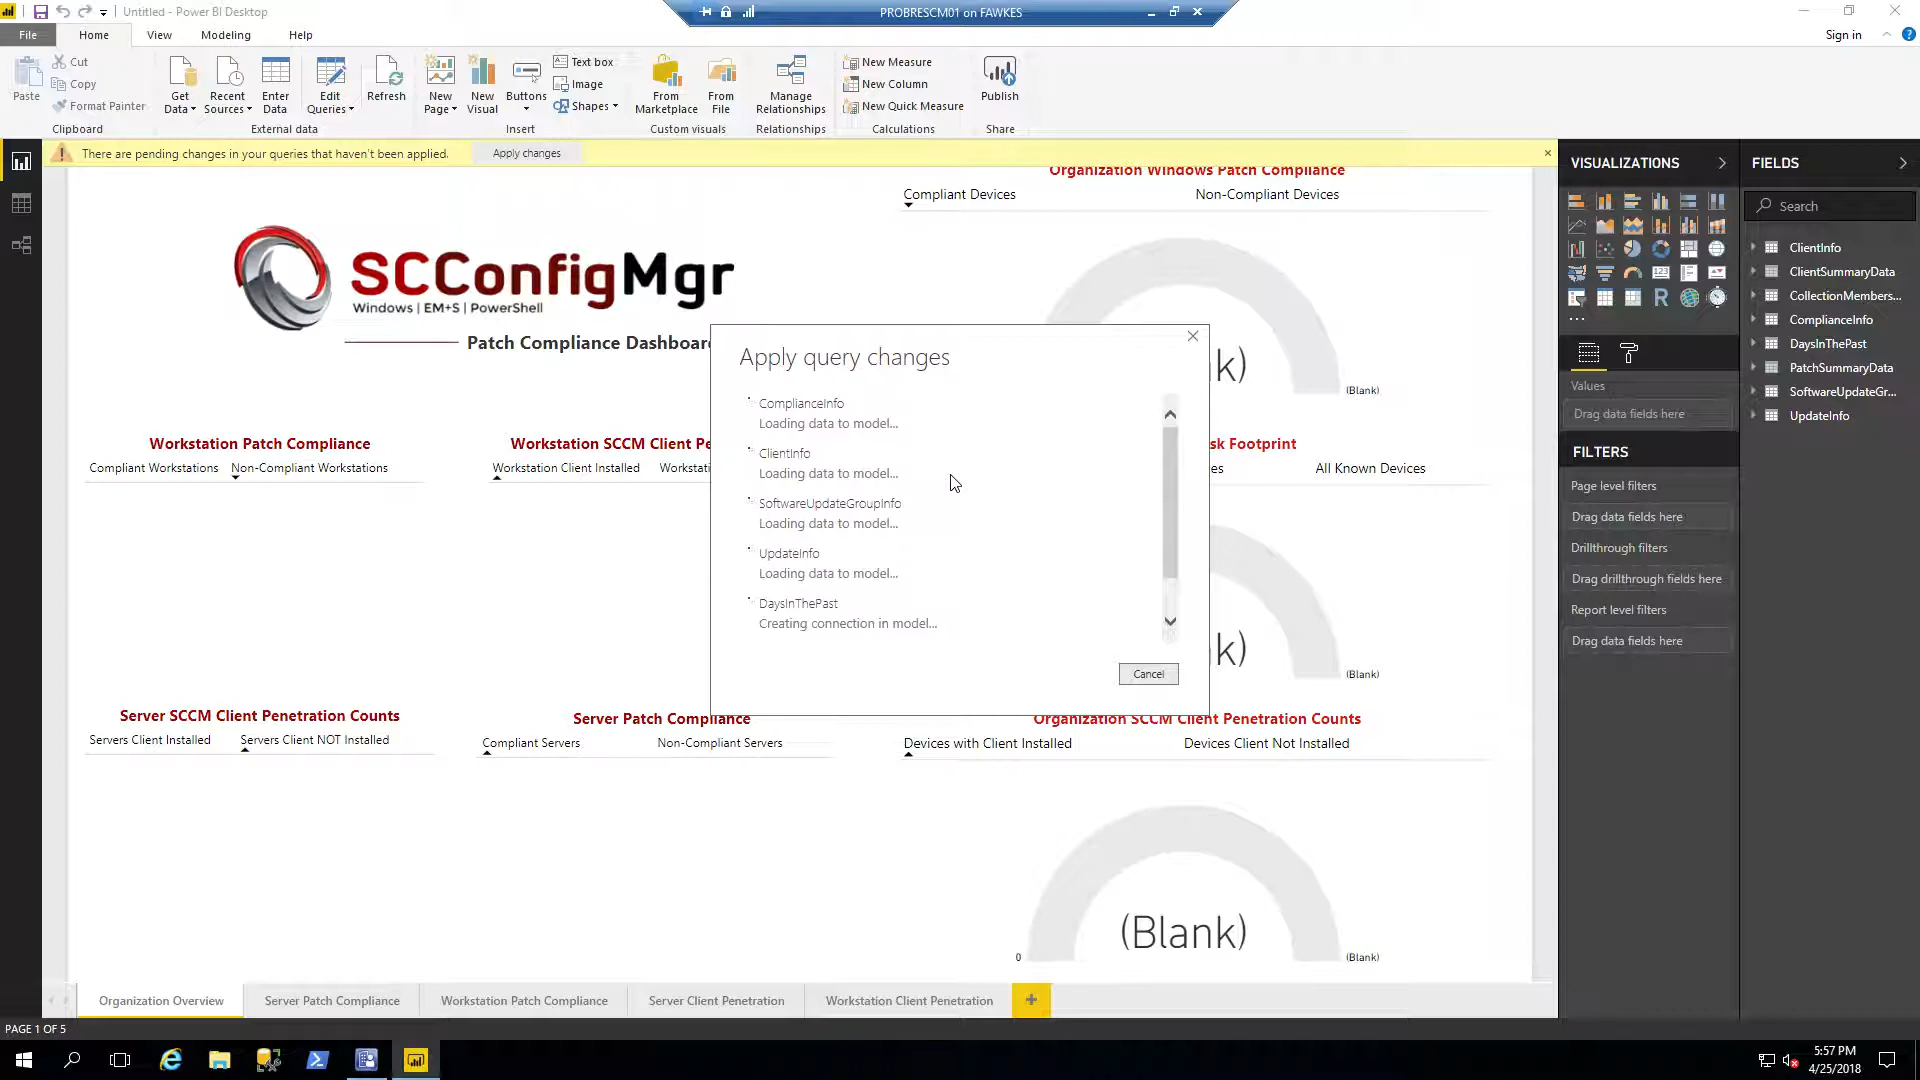 Untitled - Power BI Desktop
PROBRESCM01 on FAWKES
File
Home
View
Modeling
Help
Sign in
Paste
Cut
Copy
Format Painter
Clipboard
Get Data
Recent Sources
Enter Data
Edit Queries
Refresh
External data
New Page
New Visual
Buttons
Text box
Image
Shapes
Insert
From Marketplace
From File
Custom visuals
Manage Relationships
Relationships
New Measure
New Column
New Quick Measure
Calculations
Publish
Share
There are pending changes in your queries that haven't been applied.
Apply changes
SCConfigMgr
Windows | EM+S | PowerShell
Patch Compliance Dashboar
Organization Windows Patch Compliance
Compliant Devices
Non-Compliant Devices
k)
(Blank)
Workstation Patch Compliance
Compliant Workstations
Non-Compliant Workstations
Workstation SCCM Client Pe
Workstation Client Installed
Workstati
sk Footprint
es
All Known Devices
k)
(Blank)
Apply query changes
ComplianceInfo
Loading data to model...
ClientInfo
Loading data to model...
SoftwareUpdateGroupInfo
Loading data to model...
UpdateInfo
Loading data to model...
DaysInThePast
Creating connection in model...
Cancel
Server SCCM Client Penetration Counts
Servers Client Installed
Servers Client NOT Installed
Server Patch Compliance
Compliant Servers
Non-Compliant Servers
Organization SCCM Client Penetration Counts
Devices with Client Installed
Devices Client Not Installed
(Blank)
0
(Blank)
VISUALIZATIONS
R
123
Values
Drag data fields here
FILTERS
Page level filters
Drag data fields here
Drillthrough filters
Drag drillthrough fields here
Report level filters
Drag data fields here
FIELDS
Search
ClientInfo
ClientSummaryData
CollectionMembers...
ComplianceInfo
DaysInThePast
PatchSummaryData
SoftwareUpdateGr...
UpdateInfo
Organization Overview
Server Patch Compliance
Workstation Patch Compliance
Server Client Penetration
Workstation Client Penetration
PAGE 1 OF 5
5:57 PM
4/25/2018